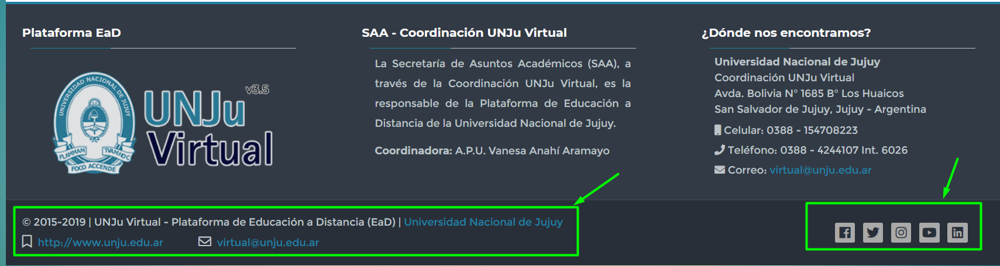 Plataforma EaD
UNIVERSIDAD NACIONAL DE JUJUY
FLAMMAM TVAM HOC
FOCO ACCENDE
UNJu v3.5
Virtual
SAA - Coordinación UNJu Virtual
La Secretaría de Asuntos Académicos (SAA), a
través de la Coordinación UNJu Virtual, es la
responsable de la Plataforma de Educación a
Distancia de la Universidad Nacional de Jujuy.
Coordinadora: A.P.U. Vanesa Anahí Aramayo
¿Dónde nos encontramos?
Universidad Nacional de Jujuy
Coordinación UNJu Virtual
Avda. Bolivia N° 1685 B° Los Huaicos
San Salvador de Jujuy, Jujuy - Argentina
Celular: 0388 - 154708223
Teléfono: 0388 - 4244107 Int. 6026
Correo: virtual@unju.edu.ar
© 2015-2019 | UNJu Virtual - Plataforma de Educación a Distancia (EaD) | Universidad Nacional de Jujuy
http://www.unju.edu.ar virtual@unju.edu.ar